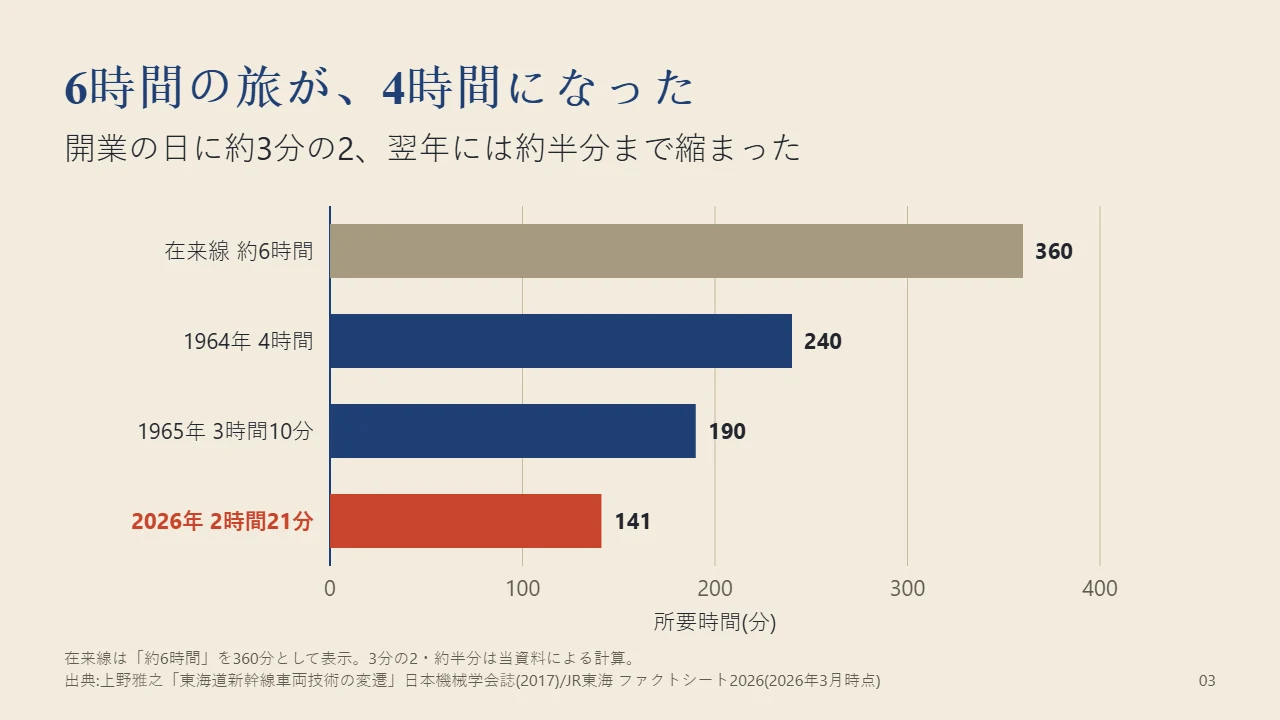 6時間の旅が、4時間になった
開業の日に約3分の2、翌年には約半分まで縮まった
在来線 約6時間
360
1964年 4時間
240
1965年 3時間10分
190
2026年 2時間21分
141
0
100
200
300
400
所要時間(分)
在来線は「約6時間」を360分として表示。3分の2・約半分は当資料による計算。
出典:上野雅之「東海道新幹線車両技術の変遷」日本機械学会誌(2017)/JR東海 ファクトシート2026(2026年3月時点)
03